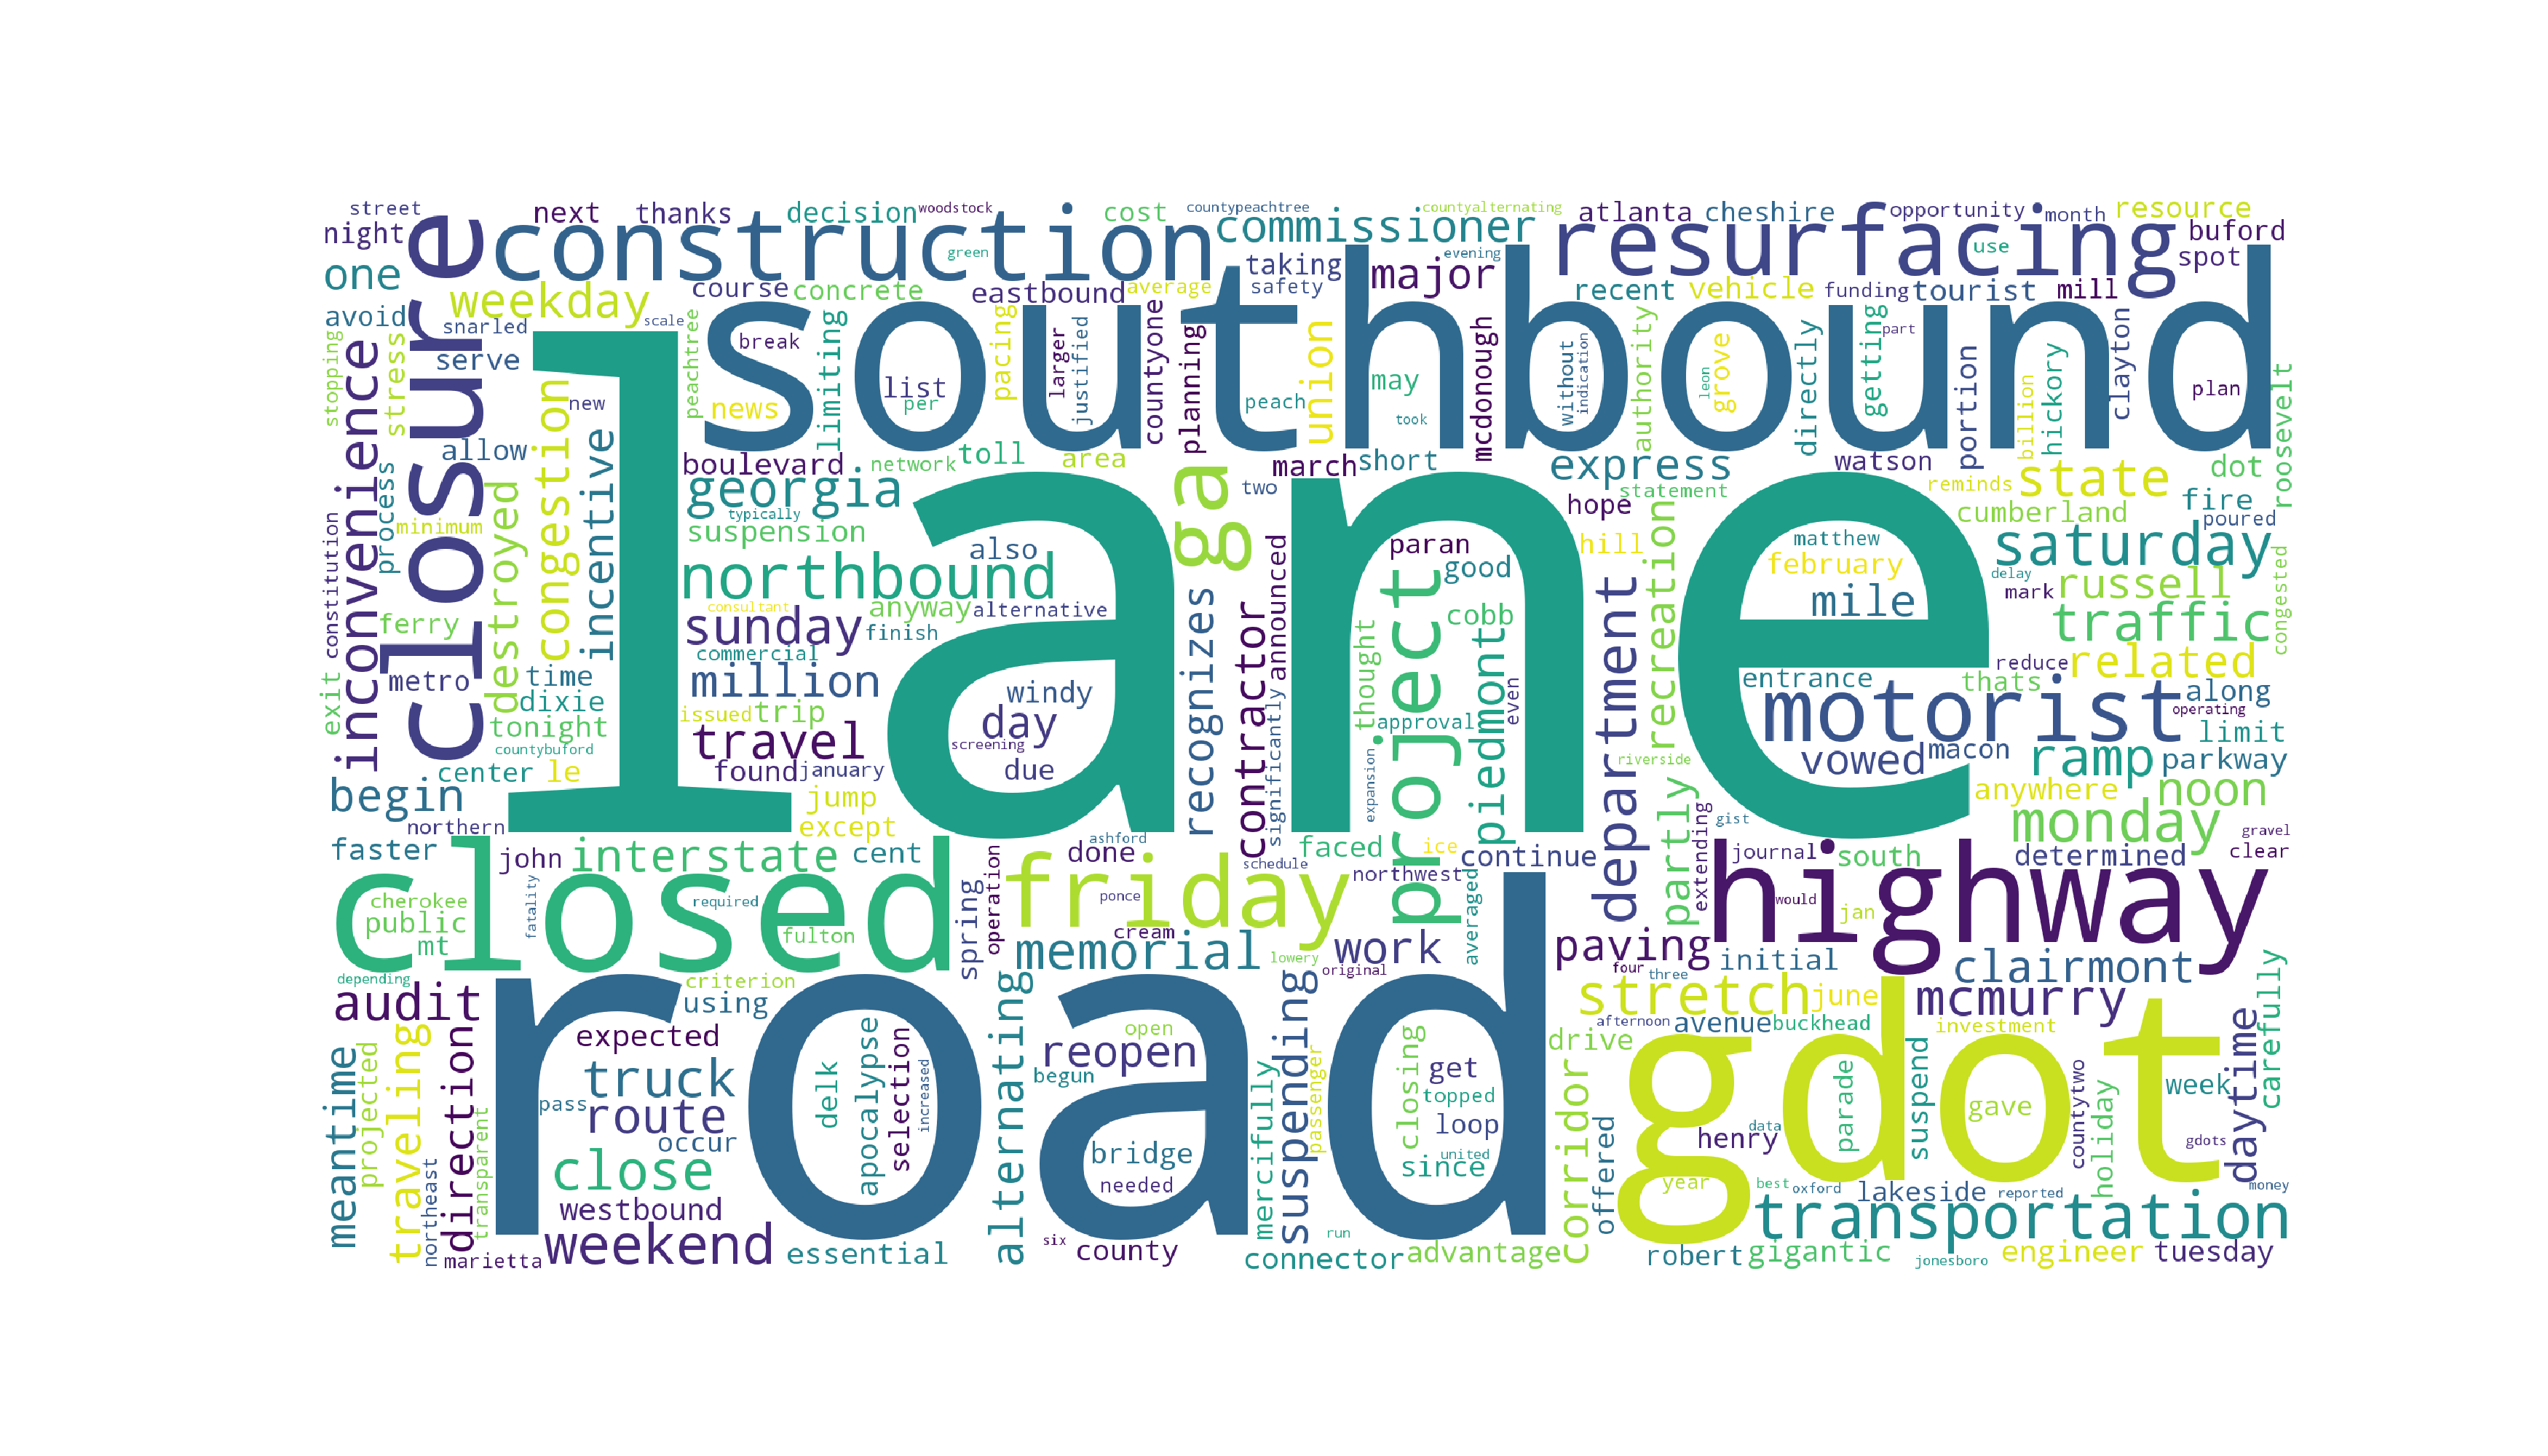 street
night
next
thanks
decision
woodstock
cost
countypeachtree
commissioner
countyalternating
atlanta
cheshire
opportunity
month
resource
buford
closure
construction
green
taking
evening
major
resurfacing
use
spot
one
weekday
course
concrete
eastbound
average
safety
recent
vehicle
funding
tourist
mill
avoid
snarled
scale
serve
southbound
break
list
per
news
limiting
pacing
larger
justified
countyone
planning
peach
union
may
took
mcdonough
without
indication
authority
leon
grove
directly
getting
part
portion
billion
hickory
clayton
plan
roosevelt
stopping
stress
inconvenience
new
peachtree
allow
congestion
incentive
boulevard
network
toll
area
march
short
express
watson
state
dot
process
minimum
destroyed
georgia
typically
suspension
ga
two
hope
statement
reminds
fire
cumberland
poured
constitution
lane
also
northbound
paran
good
hill
recreation
matthew
february
saturday
delay
mark
russell
congested
consultant
anyway
alternative
recognizes
contractor
announced
project
cobb
piedmont
department
mile
traffic
ferry
sunday
finish
commercial
thought
reduce
related
exit
metro
time
dixie
million
windy
entrance
thats
along
tonight
issued
trip
day
approval
even
motorist
operating
limit
countybuford
travel
screening
significantly
riverside
vowed
macon
ramp
parkway
center
le
found
january
due
expansion
partly
begin
jump
anywhere
noon
northern
except
extending
gist
monday
gravel
faster
john
interstate
cent
ashford
done
schedule
faced
ice
continue
journal
south
determined
clear
closed
cherokee
fatality
required
operation
friday
ponce
northwest
averaged
would
jan
highway
public
mt
fulton
spring
cream
memorial
lowery
work
original
paving
four
three
initial
clairmont
carefully
depending
criterion
audit
using
alternating
suspending
stretch
june
mcmurry
daytime
meantime
projected
traveling
direction
expected
road
apocalypse
selection
open
reopen
closing
get
afternoon
avenue
buckhead
investment
drive
corridor
gdot
truck
delk
begun
passenger
topped
parade
suspend
gave
countytwo
week
pass
route
increased
mercifully
loop
offered
henry
data
holiday
gdots
transparent
occur
bridge
united
close
needed
since
year
best
oxford
lakeside
reported
money
northeast
westbound
transportation
marietta
weekend
essential
six
county
run
connector
advantage
robert
gigantic
jonesboro
engineer
tuesday